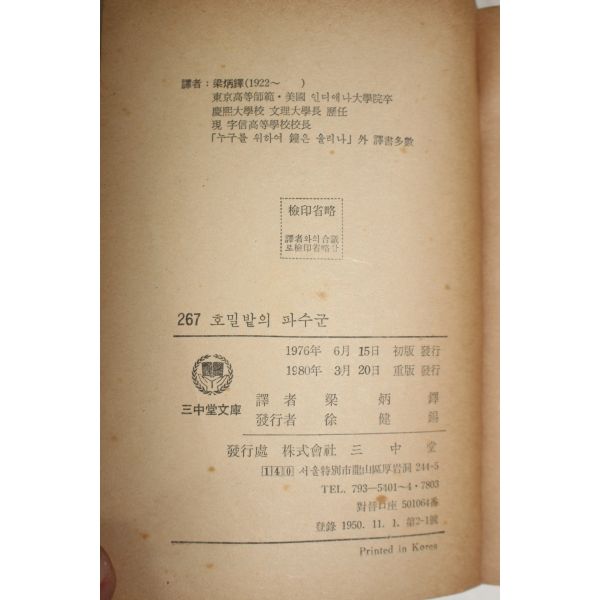 譯者：梁炳鐸(1922～ )
東京高等師範·美國 인디애나大學院卒
慶熙大學校 文理大學長 歷任
現 字信高等學校校長
「누구를 위하여 鐘은 울리나」外 譯書多數
檢印省略
譯者와의 合議
로檢印省略함
267 호밀밭의 파수군
1976年 6月 15日 初版 發行
1980年 3月 20日 重版 發行
三中堂文庫
譯者 梁炳鐸
發行者 徐健錫
發行處 株式會社 三中堂
140 서울特別市龍山區厚岩洞 244-5
TEL. 793—5401～4·7803
對替口座 501064番
登錄 1950. 11. 1. 第2-1號
Printed in Korea